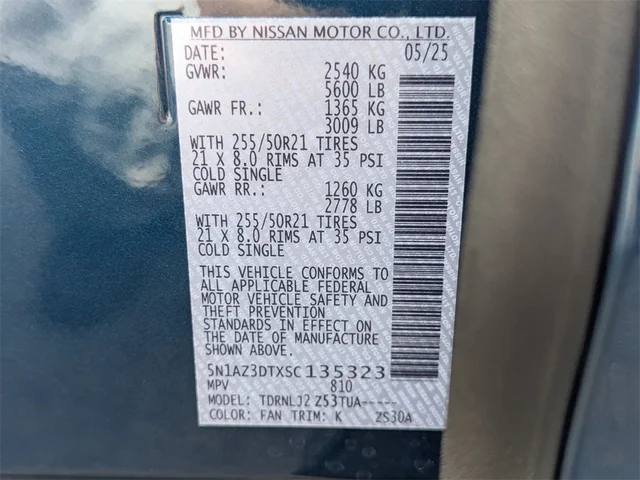 MFD BY NISSAN MOTOR CO., LTD.
DATE: 05/25
GVWR: 2540 KG
5600 LB
GAWR FR.: 1365 KG
3009 LB
WITH 255/50R21 TIRES
21 X 8.0 RIMS AT 35 PSI
COLD SINGLE
GAWR RR.: 1260 KG
2778 LB
WITH 255/50R21 TIRES
21 X 8.0 RIMS AT 35 PSI
COLD SINGLE
THIS VEHICLE CONFORMS TO
ALL APPLICABLE FEDERAL
MOTOR VEHICLE SAFETY AND
THEFT PREVENTION
STANDARDS IN EFFECT ON
THE DATE OF MANUFACTURE
SHOWN ABOVE.
5N1AZ3DTXSC135323
MPV 810
MODEL: TDRNLJ2 Z53TUA-----
COLOR: FAN TRIM: K ZS30A